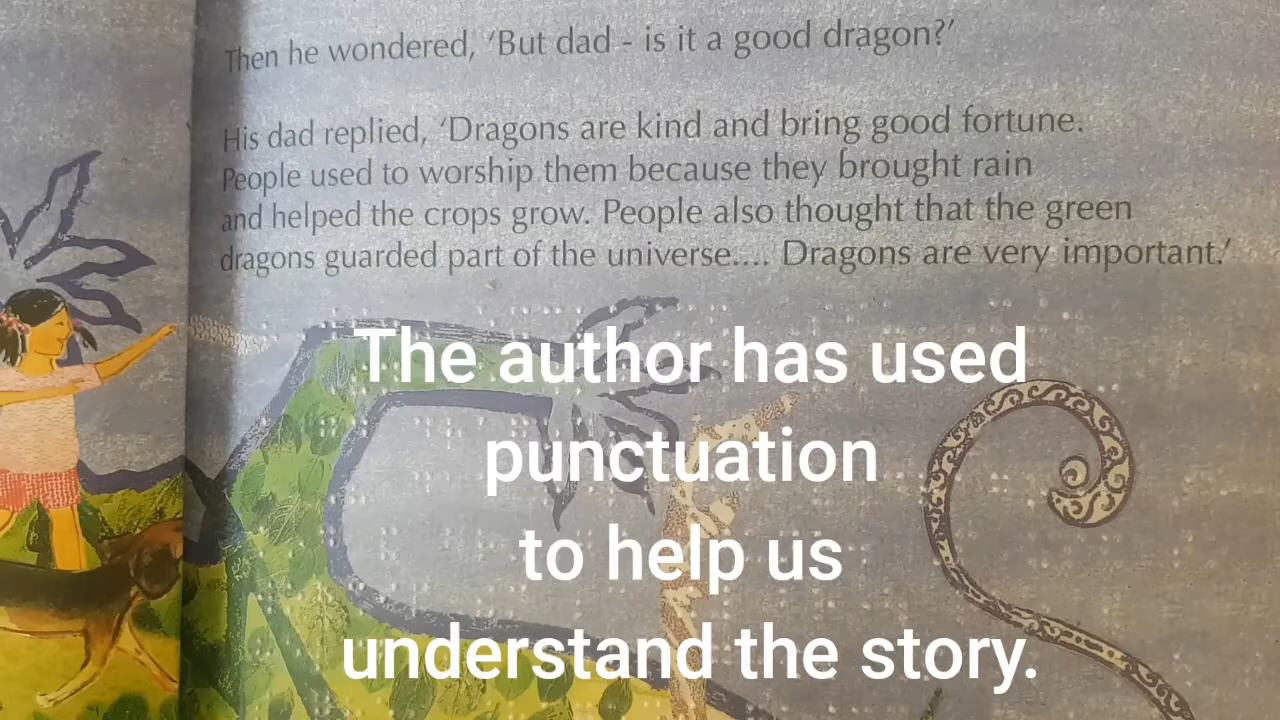 Then he wondered, ‘But dad - is it a good dragon?’
His dad replied, ‘Dragons are kind and bring good fortune.
People used to worship them because they brought rain
and helped the crops grow. People also thought that the green
dragons guarded part of the universe.... Dragons are very important.’
The author has used
punctuation
to help us
understand the story.